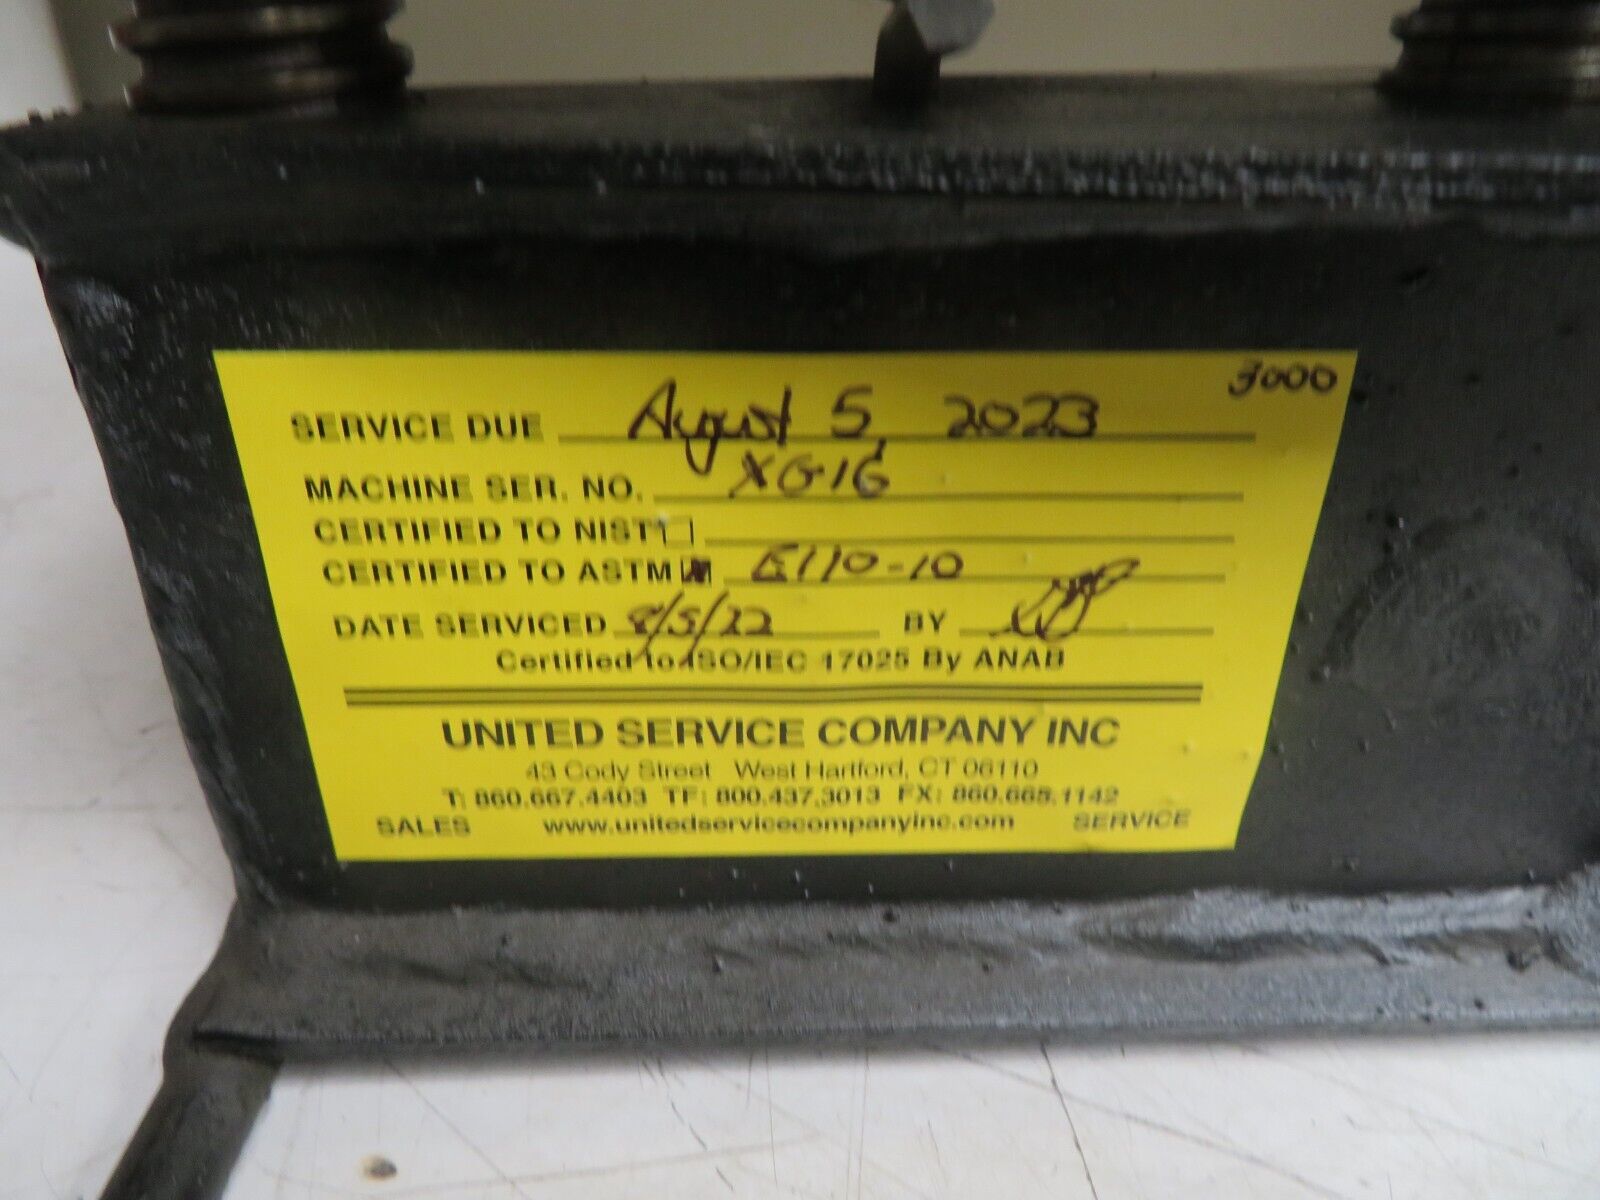 3000
SERVICE DUE August 5 2023
MACHINE SER. NO. XG16
CERTIFIED TO NIST
CERTIFIED TO ASTM E110-10
DATE SERVICED 8/5/22 BY
Certified to ISO/IEC 17025 By ANAB
UNITED SERVICE COMPANY INC
43 Cody Street West Hartford, CT 06110
T: 860.667.4403 TF: 800.437.3013 FX: 860.665.1142
SALES www.unitedservicecompanyinc.com SERVICE